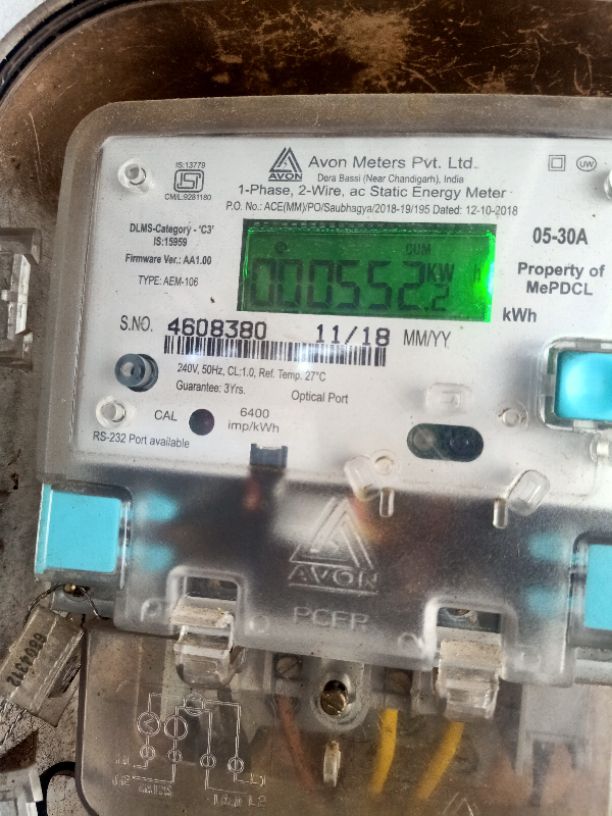 IS:13779
CM/L:9281180
AVON
Avon Meters Pvt. Ltd.
Dera Bassi (Near Chandigarh), India
1-Phase, 2-Wire, ac Static Energy Meter
P.O. No.: ACE(MM)/PO/Saubhagya/2018-19/195 Dated: 12-10-2018
UW
DLMS-Category - 'C3'
IS:15959
Firmware Ver.: AA1.00
TYPE: AEM-106
CUM
000552.2 KW h
05-30A
Property of
MePDCL
kWh
S.NO. 4608380 11/18 MM/YY
240V, 50Hz, CL:1.0, Ref. Temp. 27°C
Guarantee: 3Yrs.
Optical Port
CAL
6400
imp/kWh
RS-232 Port available
AVON